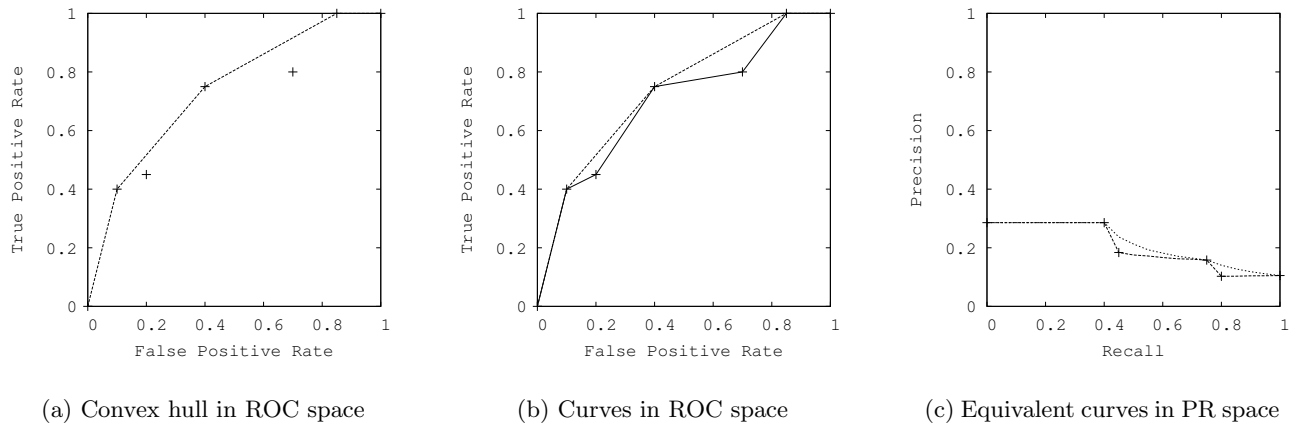 1
0.8
0.6
0.4
0.2
0
0 0.2 0.4 0.6 0.8 1
True Positive Rate
False Positive Rate
(a) Convex hull in ROC space
1
0.8
0.6
0.4
0.2
0
0 0.2 0.4 0.6 0.8 1
True Positive Rate
False Positive Rate
(b) Curves in ROC space
1
0.8
0.6
0.4
0.2
0
0 0.2 0.4 0.6 0.8 1
Precision
Recall
(c) Equivalent curves in PR space